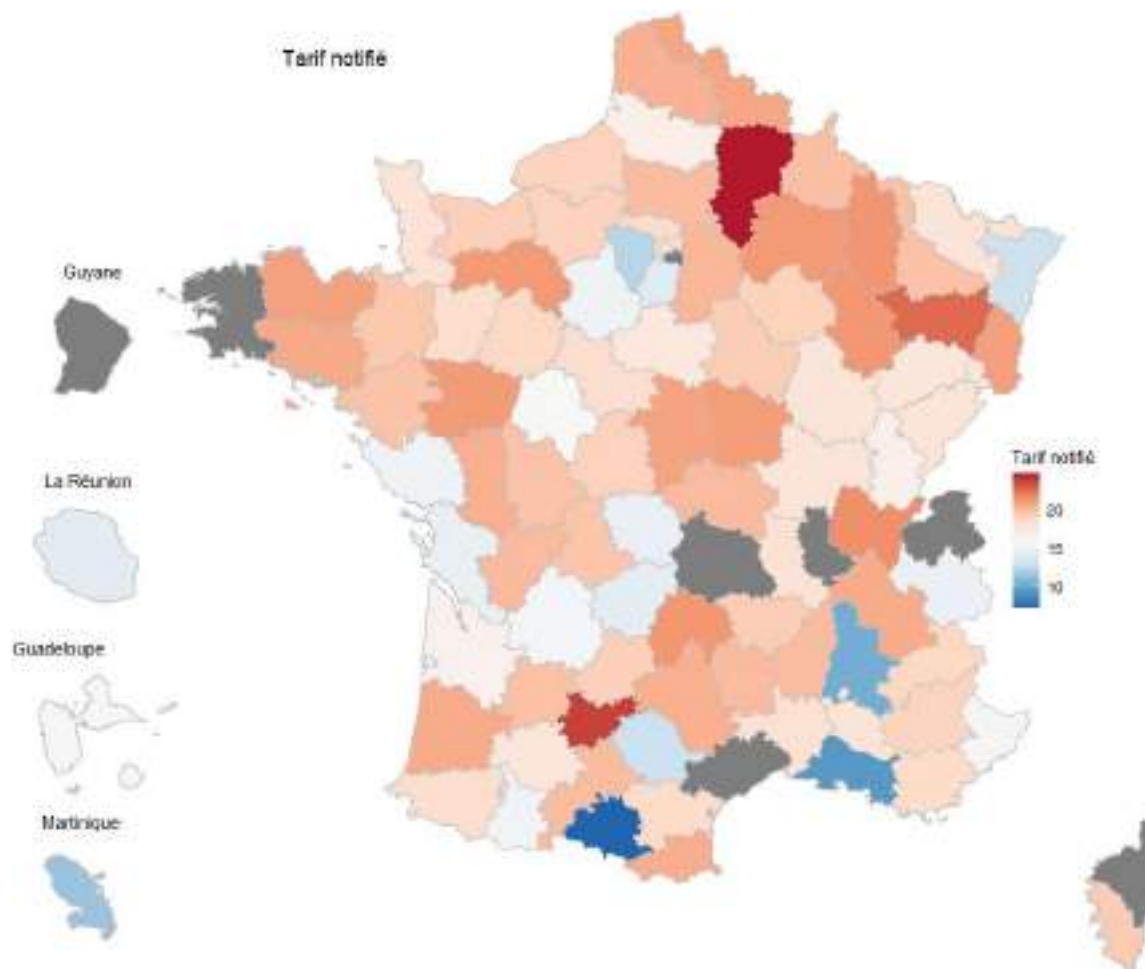 Tarif notifié
Guyane
La Réunion
Guadeloupe
Martinique
Tarif notifié
20
15
10